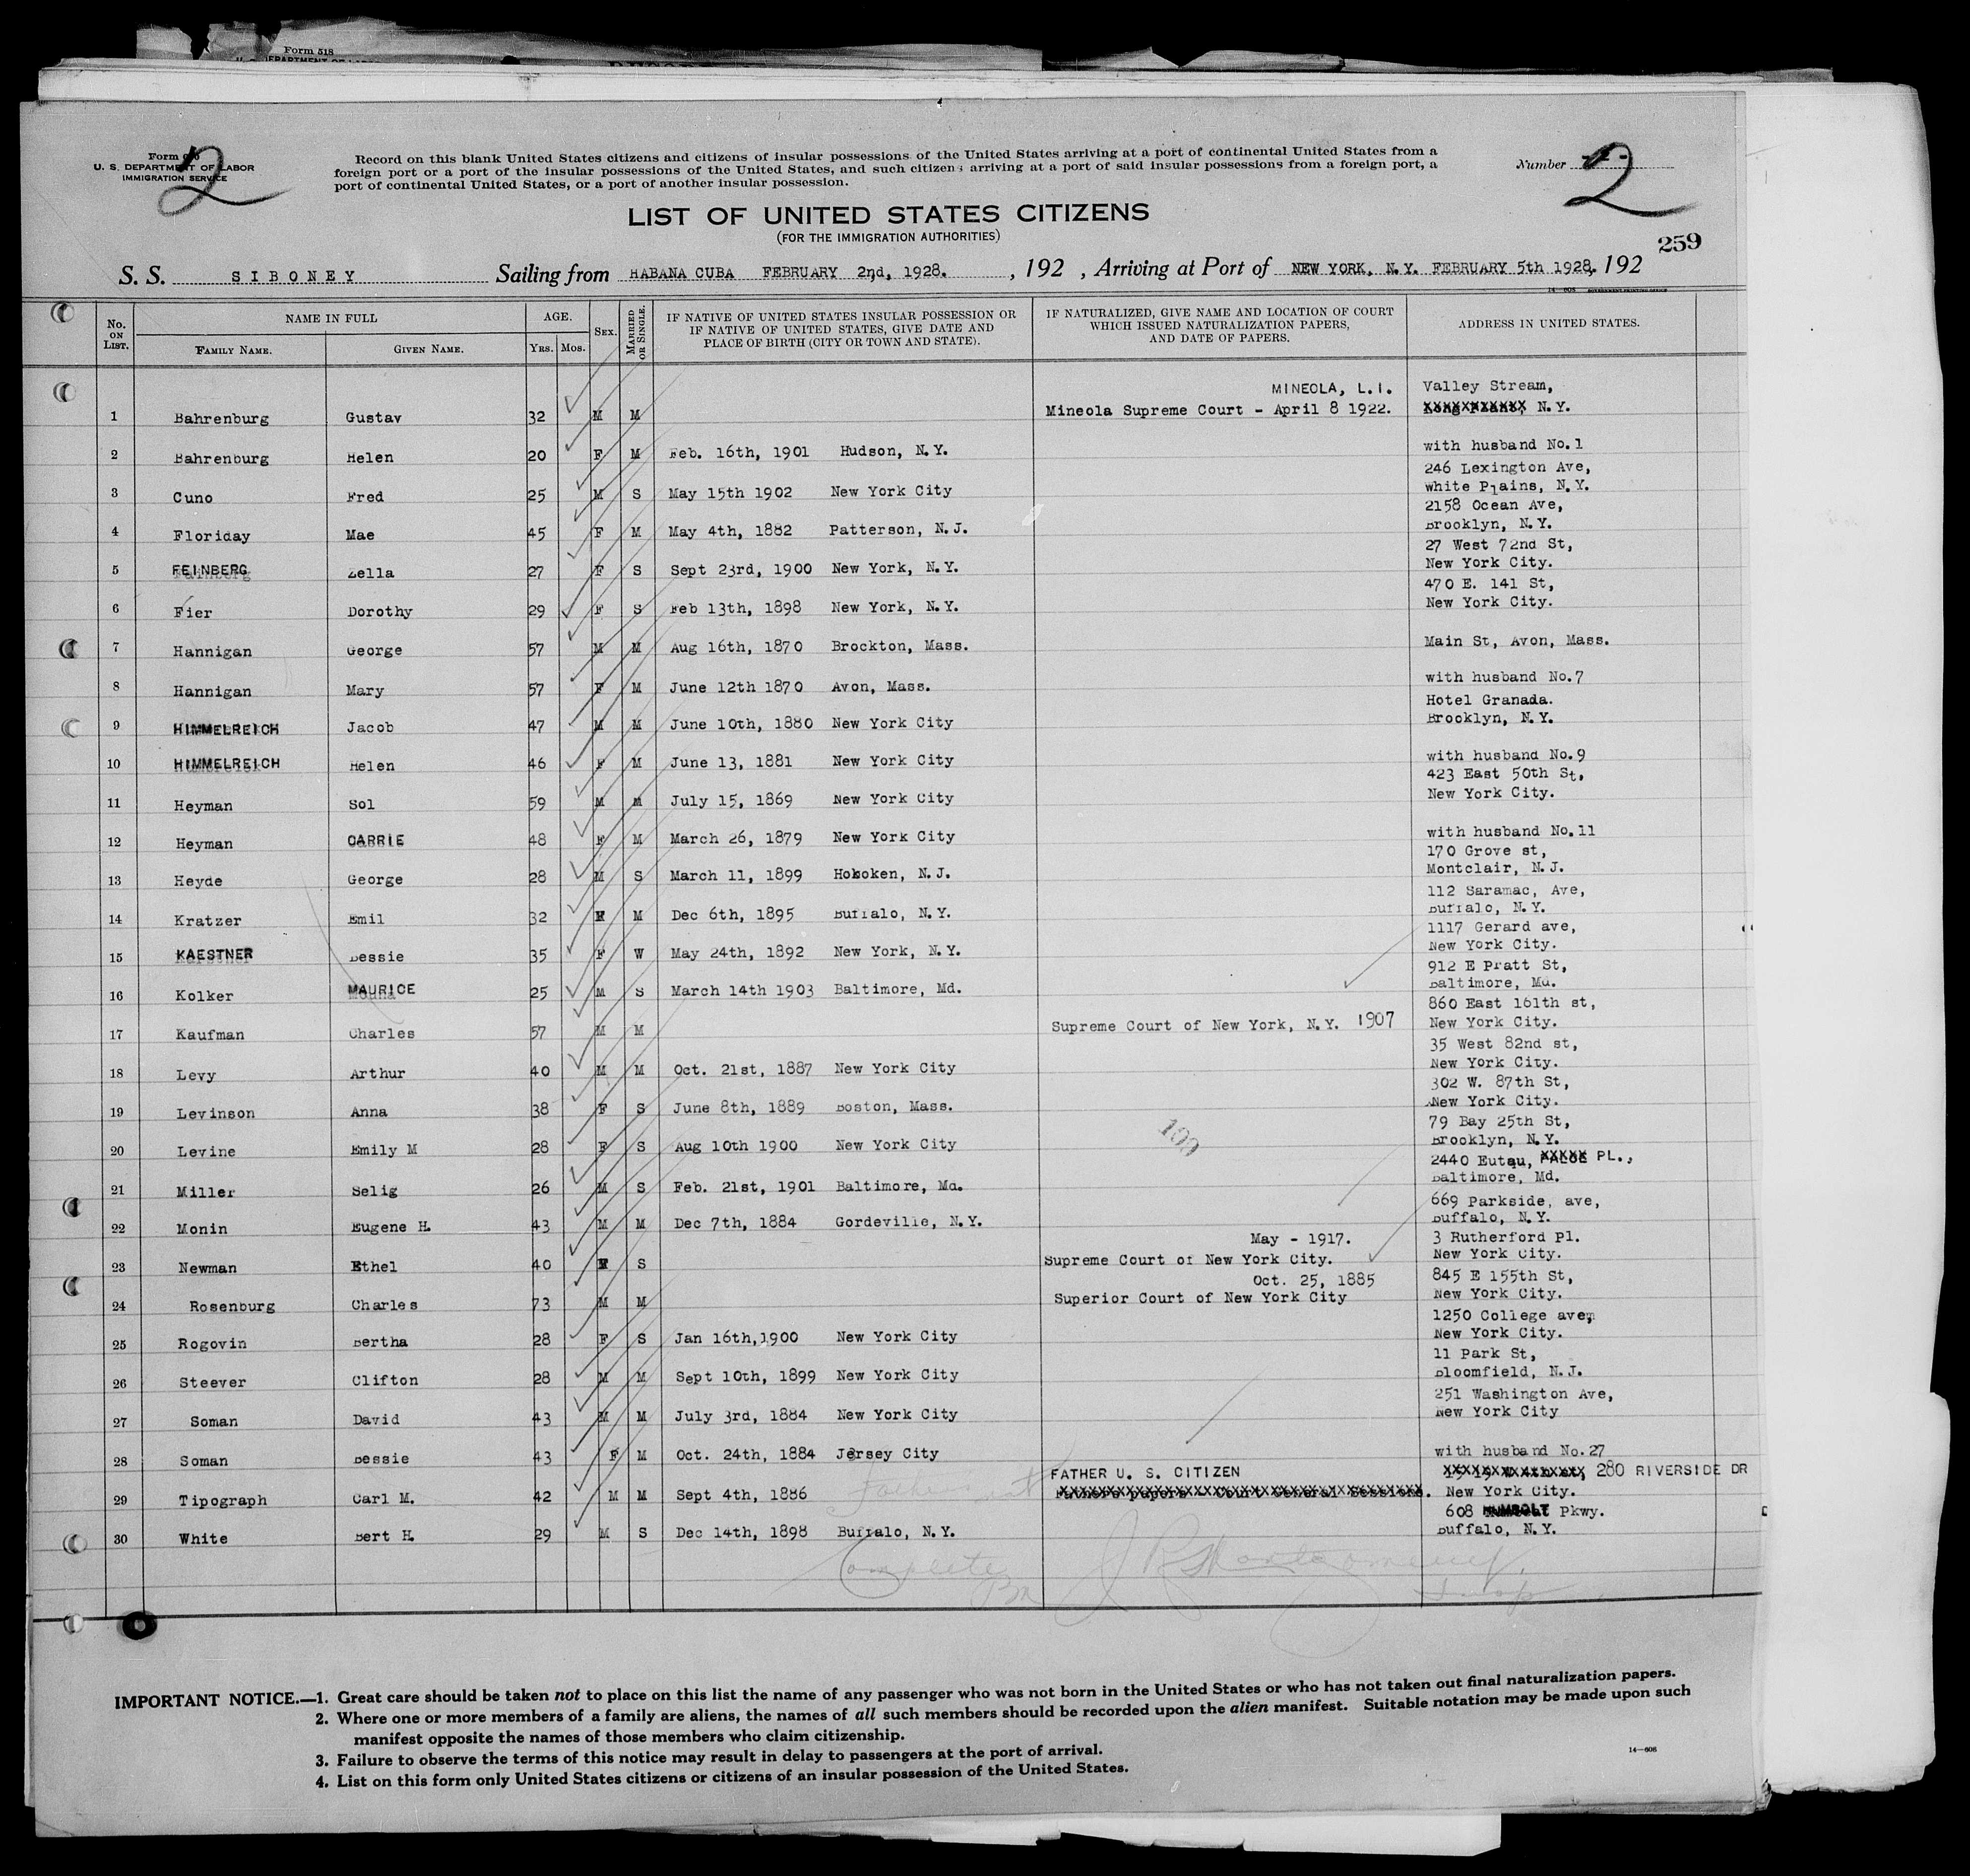 Form 518
U. S. DEPARTMENT OF LABOR
Form
U. S. DEPARTMENT OF LABOR
IMMIGRATION SERVICE
2
Record on this blank United States citizens and citizens of insular possessions of the United States arriving at a port of continental United States from a
foreign port or a port of the insular possessions of the United States, and such citizens arriving at a port of said insular possessions from a foreign port, a
port of continental United States, or a port of another insular possession.
Number
2
LIST OF UNITED STATES CITIZENS
(FOR THE IMMIGRATION AUTHORITIES)
259
S. S. SIBONEY Sailing from HABANA CUBA FEBRUARY 2nd, 1928. , 192 , Arriving at Port of NEW YORK, N.Y. FEBRUARY 5th 1928, 192
14—608 GOVERNMENT PRINTING OFFICE
No. ON LIST. NAME IN FULL FAMILY NAME. GIVEN NAME. AGE. YRS. MOS. SEX. MARRIED OR SINGLE. IF NATIVE OF UNITED STATES INSULAR POSSESSION OR IF NATIVE OF UNITED STATES, GIVE DATE AND PLACE OF BIRTH (CITY OR TOWN AND STATE). IF NATURALIZED, GIVE NAME AND LOCATION OF COURT WHICH ISSUED NATURALIZATION PAPERS, AND DATE OF PAPERS. ADDRESS IN UNITED STATES.
MINEOLA, L.I. Valley Stream,
1 Bahrenburg Gustav 32 M M Mineola Supreme Court - April 8 1922. N.Y.
2 Bahrenburg Helen 20 F M Feb. 16th, 1901 Hudson, N.Y. with husband No.1
246 Lexington Ave,
3 Cuno Fred 25 M S May 15th 1902 New York City white Plains, N.Y.
2158 Ocean Ave,
4 Floriday Mae 45 F M May 4th, 1882 Patterson, N.J. Brooklyn, N.Y.
27 West 72nd St,
5 FEINBERG Zella 27 F S Sept 23rd, 1900 New York, N.Y. New York City.
470 E. 141 St,
6 Fier Dorothy 29 F S Feb 13th, 1898 New York, N.Y. New York City.
7 Hannigan George 57 M M Aug 16th, 1870 Brockton, Mass. Main St, Avon, Mass.
8 Hannigan Mary 57 F M June 12th 1870 Avon, Mass. with husband No.7
Hotel Granada.
9 HIMMELREICH Jacob 47 M M June 10th, 1880 New York City Brooklyn, N.Y.
10 HIMMELREICH Helen 46 F M June 13, 1881 New York City with husband No.9
423 East 50th St,
11 Heyman Sol 59 M M July 15, 1869 New York City New York City.
12 Heyman CARRIE 48 F M March 26, 1879 New York City with husband No.11
170 Grove st,
13 Heyde George 28 M S March 11, 1899 Hoboken, N.J. Montclair, N.J.
112 Saramac, Ave,
14 Kratzer Emil 32 M M Dec 6th, 1895 Buffalo, N.Y. Buffalo, N.Y.
1117 Gerard ave,
15 KAESTNER Bessie 35 F W May 24th, 1892 New York, N.Y. New York City.
912 E Pratt St,
16 Kolker MAURICE 25 M S March 14th 1903 Baltimore, Md. Baltimore, Md.
860 East 161th st,
17 Kaufman Charles 57 M M Supreme Court of New York, N.Y. 1907 New York City.
35 West 82nd st,
18 Levy Arthur 40 M M Oct. 21st, 1887 New York City New York City.
302 W. 87th St,
19 Levinson Anna 38 F S June 8th, 1889 Boston, Mass. New York City.
79 Bay 25th St,
20 Levine Emily M 28 F S Aug 10th 1900 New York City 109 Brooklyn, N.Y.
2440 Eutau, PL.,
21 Miller Selig 26 M S Feb. 21st, 1901 Baltimore, Md. Baltimore, Md.
669 Parkside, ave,
22 Monin Eugene H. 43 M M Dec 7th, 1884 Gordeville, N.Y. Buffalo, N.Y.
May - 1917. 3 Rutherford Pl.
23 Newman Ethel 40 F S Supreme Court of New York City. New York City.
Oct. 25, 1885 845 E 155th St,
24 Rosenburg Charles 73 M M Superior Court of New York City New York City.
1250 College ave,
25 Rogovin Bertha 28 F S Jan 16th,1900 New York City New York City.
11 Park St,
26 Steever Clifton 28 M M Sept 10th, 1899 New York City Bloomfield, N.J.
251 Washington Ave,
27 Soman David 43 M M July 3rd, 1884 New York City New York City
28 Soman Bessie 43 F M Oct. 24th, 1884 Jersey City with husband No.27
FATHER U. S. CITIZEN 280 RIVERSIDE DR
29 Tipograph Carl M. 42 M M Sept 4th, 1886 Fathers papers Court General Sessions. New York City.
608 HUMBOLT Pkwy.
30 White Bert H. 29 M S Dec 14th, 1898 Buffalo, N.Y. Buffalo, N.Y.
Complete
IMPORTANT NOTICE.—1. Great care should be taken not to place on this list the name of any passenger who was not born in the United States or who has not taken out final naturalization papers.
2. Where one or more members of a family are aliens, the names of all such members should be recorded upon the alien manifest. Suitable notation may be made upon such
manifest opposite the names of those members who claim citizenship.
3. Failure to observe the terms of this notice may result in delay to passengers at the port of arrival.
4. List on this form only United States citizens or citizens of an insular possession of the United States.
14—608